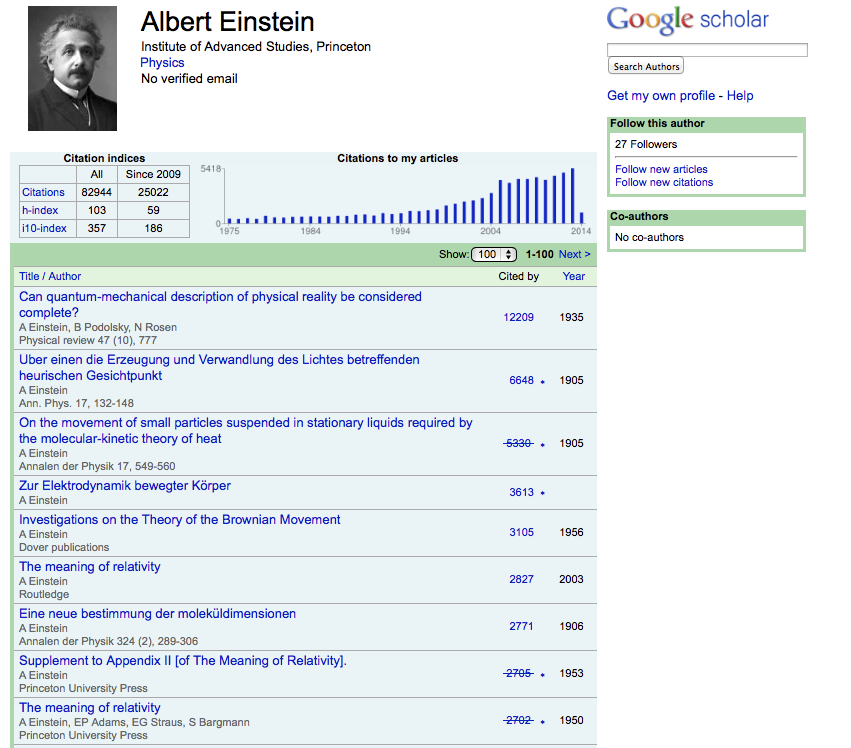 Albert Einstein
Institute of Advanced Studies, Princeton
Physics
No verified email
Google scholar
Search Authors
Get my own profile - Help
Follow this author
27 Followers
Follow new articles
Follow new citations
Co-authors
No co-authors
Citation indices
All Since 2009
Citations 82944 25022
h-index 103 59
i10-index 357 186
Citations to my articles
5418
0
1975 1984 1994 2004 2014
Show: 100 1-100 Next >
Title / Author Cited by Year
Can quantum-mechanical description of physical reality be considered
complete?
A Einstein, B Podolsky, N Rosen
Physical review 47 (10), 777
12209 1935
Uber einen die Erzeugung und Verwandlung des Lichtes betreffenden
heurischen Gesichtpunkt
A Einstein
Ann. Phys. 17, 132-148
6648 * 1905
On the movement of small particles suspended in stationary liquids required by
the molecular-kinetic theory of heat
A Einstein
Annalen der Physik 17, 549-560
5330 * 1905
Zur Elektrodynamik bewegter Körper
A Einstein
3613 *
Investigations on the Theory of the Brownian Movement
A Einstein
Dover publications
3105 1956
The meaning of relativity
A Einstein
Routledge
2827 2003
Eine neue bestimmung der moleküldimensionen
A Einstein
Annalen der Physik 324 (2), 289-306
2771 1906
Supplement to Appendix II [of The Meaning of Relativity].
A Einstein
Princeton University Press
2705 * 1953
The meaning of relativity
A Einstein, EP Adams, EG Straus, S Bargmann
Princeton University Press
2702 * 1950